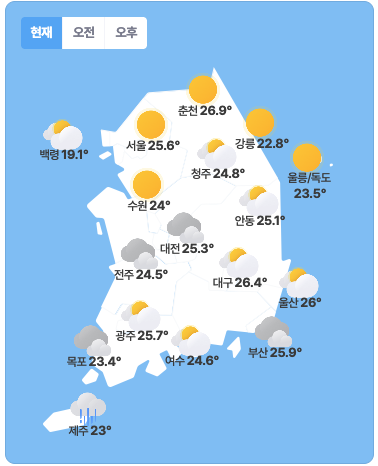 현재 오전 오후
춘천 26.9°
서울 25.6°
강릉 22.8°
백령 19.1°
청주 24.8°
울릉/독도
23.5°
수원 24°
안동 25.1°
대전 25.3°
전주 24.5°
대구 26.4°
울산 26°
광주 25.7°
부산 25.9°
목포 23.4°
여수 24.6°
제주 23°